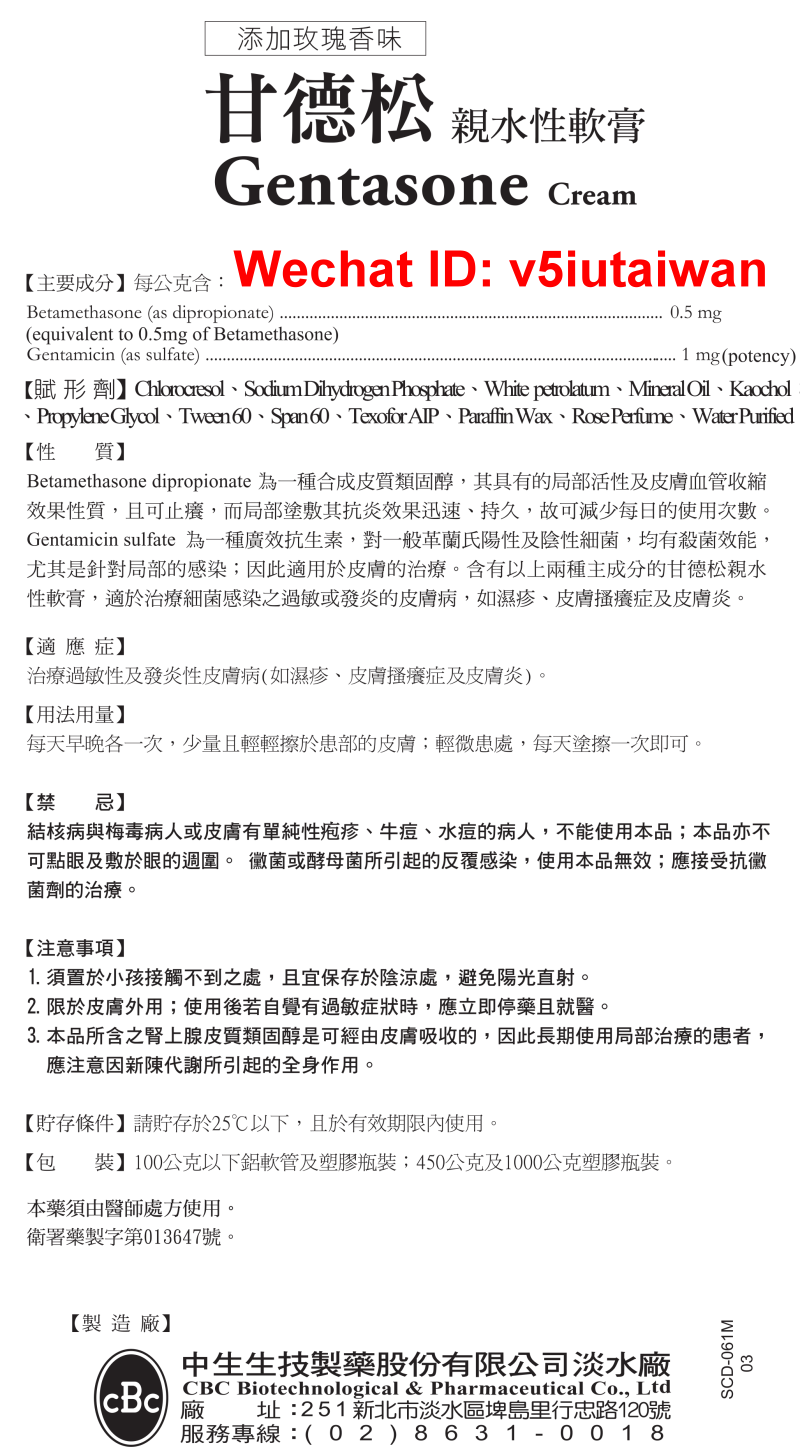 添加玫瑰香味
甘德松 親水性軟膏
Gentasone Cream
【主要成分】每公克含：
Wechat ID: v5iutaiwan
Betamethasone (as dipropionate) .......................................................................................... 0.5 mg
(equivalent to 0.5mg of Betamethasone)
Gentamicin (as sulfate) ............................................................................................................... 1 mg(potency)
【賦 形 劑】Chlorocresol、Sodium Dihydrogen Phosphate、White petrolatum、Mineral Oil、Kaochol
、Propylene Glycol、Tween 60、Span 60、Texofor AIP、Paraffin Wax、Rose Perfume、Water Purified
【性　　質】
Betamethasone dipropionate 為一種合成皮質類固醇，其具有的局部活性及皮膚血管收縮
效果性質，且可止癢，而局部塗敷其抗炎效果迅速、持久，故可減少每日的使用次數。
Gentamicin sulfate 為一種廣效抗生素，對一般革蘭氏陽性及陰性細菌，均有殺菌效能，
尤其是針對局部的感染；因此適用於皮膚的治療。含有以上兩種主成分的甘德松親水
性軟膏，適於治療細菌感染之過敏或發炎的皮膚病，如濕疹、皮膚搔癢症及皮膚炎。
【適 應 症】
治療過敏性及發炎性皮膚病(如濕疹、皮膚搔癢症及皮膚炎)。
【用法用量】
每天早晚各一次，少量且輕輕擦於患部的皮膚；輕微患處，每天塗擦一次即可。
【禁　　忌】
結核病與梅毒病人或皮膚有單純性疱疹、牛痘、水痘的病人，不能使用本品；本品亦不
可點眼及敷於眼的週圍。 黴菌或酵母菌所引起的反覆感染，使用本品無效；應接受抗黴
菌劑的治療。
【注意事項】
1. 須置於小孩接觸不到之處，且宜保存於陰涼處，避免陽光直射。
2. 限於皮膚外用；使用後若自覺有過敏症狀時，應立即停藥且就醫。
3. 本品所含之腎上腺皮質類固醇是可經由皮膚吸收的，因此長期使用局部治療的患者，
應注意因新陳代謝所引起的全身作用。
【貯存條件】請貯存於25℃以下，且於有效期限內使用。
【包　　裝】100公克以下鋁軟管及塑膠瓶裝；450公克及1000公克塑膠瓶裝。
本藥須由醫師處方使用。
衛署藥製字第013647號。
【製 造 廠】
cBc
中生生技製藥股份有限公司淡水廠
CBC Biotechnological & Pharmaceutical Co., Ltd
廠　　址：251新北市淡水區埤島里行忠路120號
服務專線：(02)8631-0018
SCD-061M
03